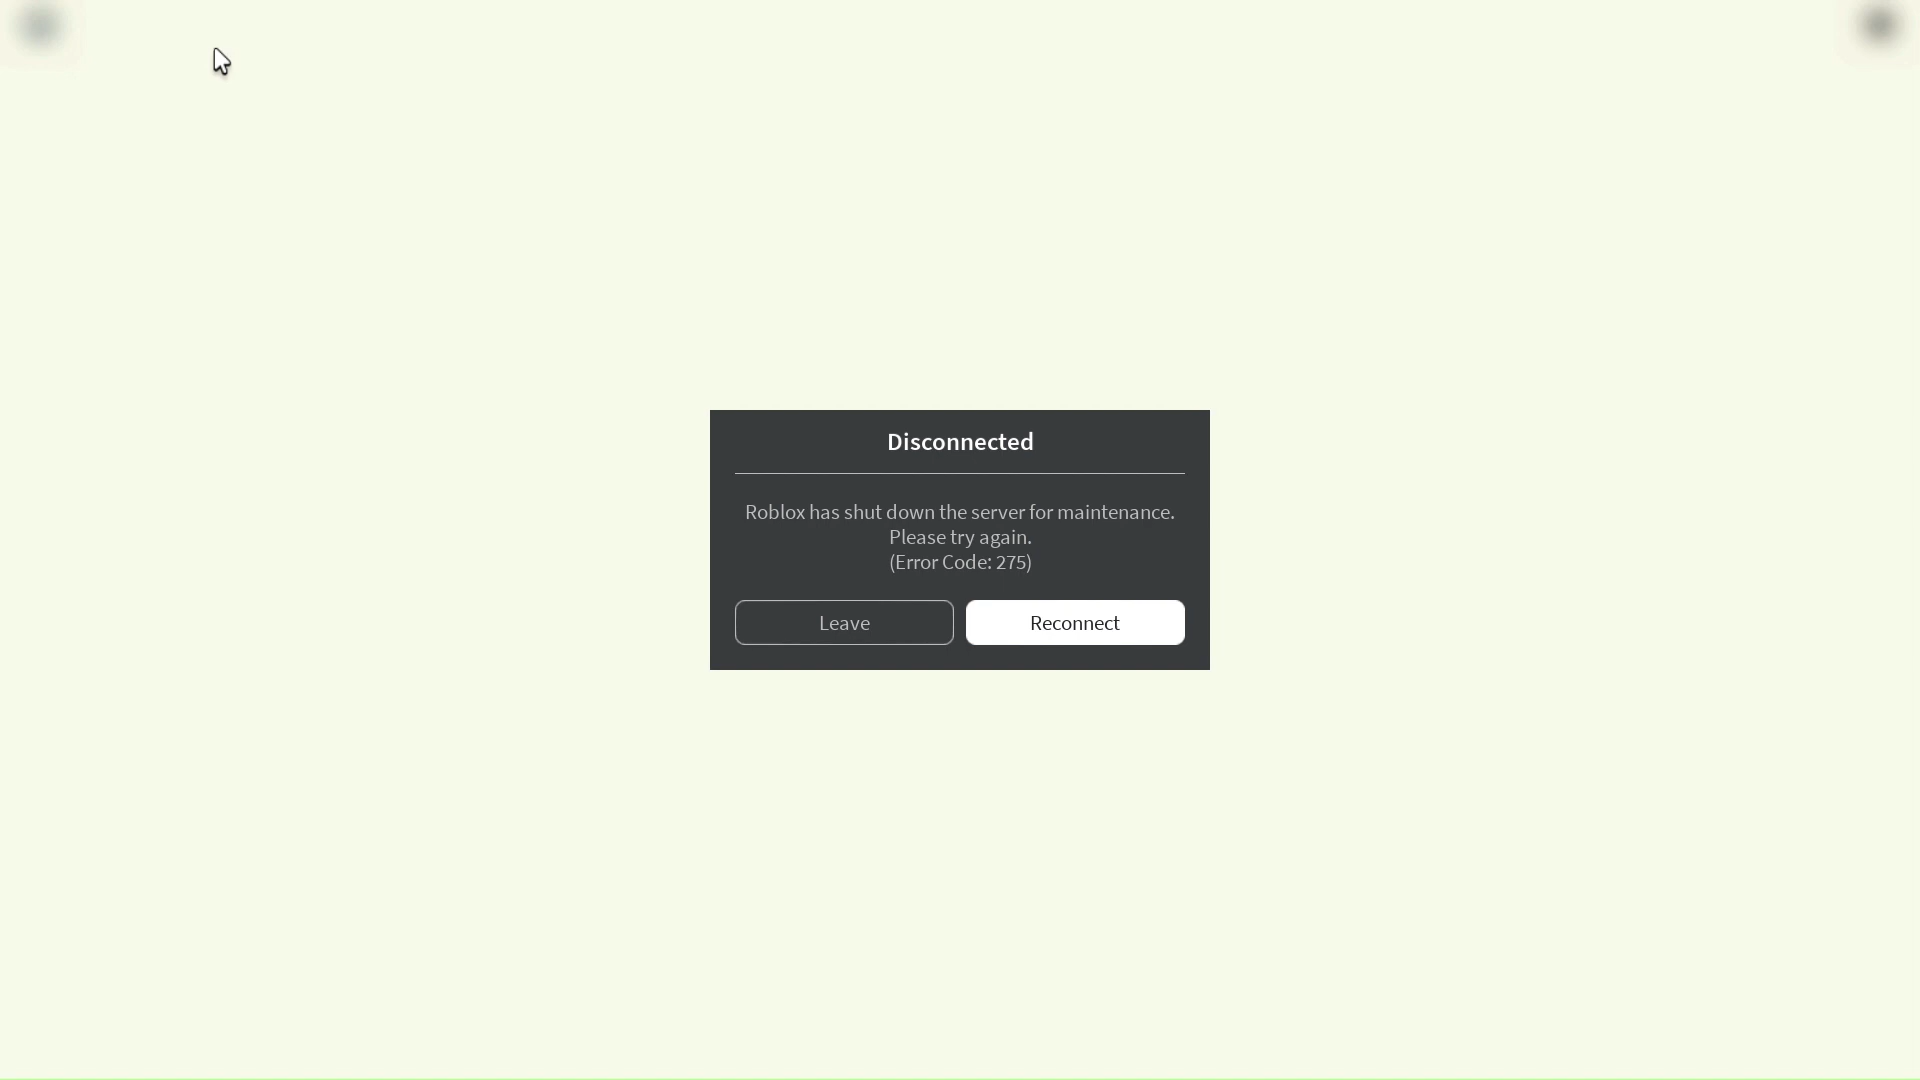 Disconnected
Roblox has shut down the server for maintenance.
Please try again.
(Error Code: 275)
Leave
Reconnect